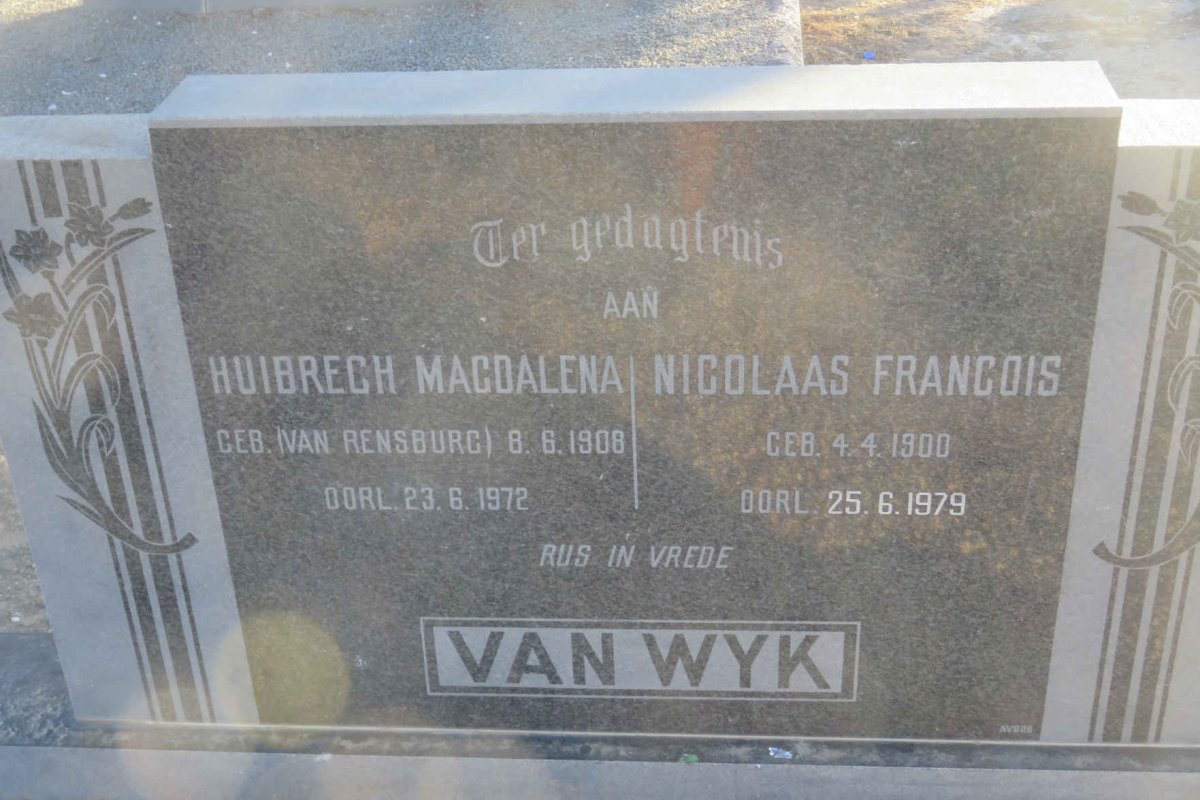 Ter gedagtenis
AAN
HUIBRECH MAGDALENA
GEB. (VAN RENSBURG) 8.6.1908
OORL. 23.6.1972
NICOLAAS FRANCOIS
GEB. 4.4.1900
OORL 25.6.1979
RUS IN VREDE
VAN WYK